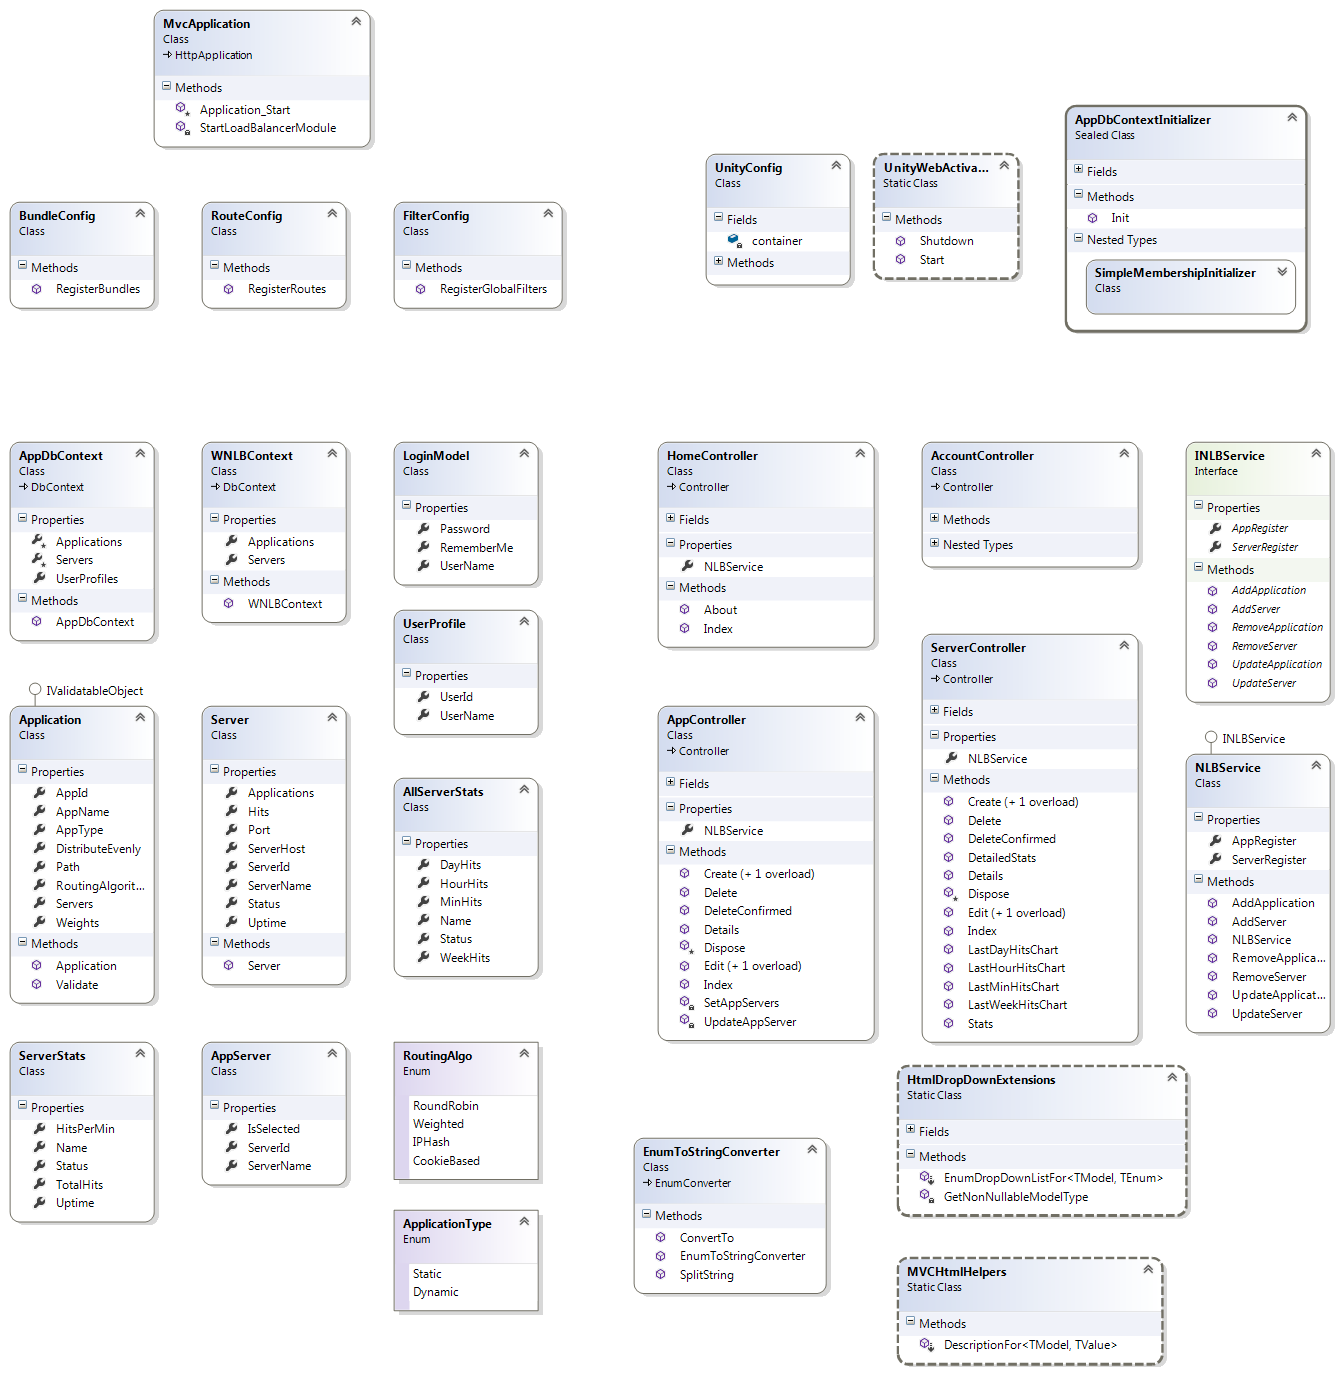 MvcApplication
Class
HttpApplication
Methods
Application_Start
StartLoadBalancerModule
BundleConfig
Class
Methods
RegisterBundles
RouteConfig
Class
Methods
RegisterRoutes
FilterConfig
Class
Methods
RegisterGlobalFilters
UnityConfig
Class
Fields
container
Methods
UnityWebActiva...
Static Class
Methods
Shutdown
Start
AppDbContextInitializer
Sealed Class
Fields
Methods
Init
Nested Types
SimpleMembershipInitializer
Class
AppDbContext
Class
DbContext
Properties
Applications
Servers
UserProfiles
Methods
AppDbContext
WNLBContext
Class
DbContext
Properties
Applications
Servers
Methods
WNLBContext
LoginModel
Class
Properties
Password
RememberMe
UserName
UserProfile
Class
Properties
UserId
UserName
HomeController
Class
Controller
Fields
Properties
NLBService
Methods
About
Index
AccountController
Class
Controller
Methods
Nested Types
INLBService
Interface
Properties
AppRegister
ServerRegister
Methods
AddApplication
AddServer
RemoveApplication
RemoveServer
UpdateApplication
UpdateServer
IValidatableObject
Application
Class
Properties
AppId
AppName
AppType
DistributeEvenly
Path
RoutingAlgorit...
Servers
Weights
Methods
Application
Validate
Server
Class
Properties
Applications
Hits
Port
ServerHost
ServerId
ServerName
Status
Uptime
Methods
Server
AllServerStats
Class
Properties
DayHits
HourHits
MinHits
Name
Status
WeekHits
AppController
Class
Controller
Fields
Properties
NLBService
Methods
Create (+ 1 overload)
Delete
DeleteConfirmed
Details
Dispose
Edit (+ 1 overload)
Index
SetAppServers
UpdateAppServer
ServerController
Class
Controller
Fields
Properties
NLBService
Methods
Create (+ 1 overload)
Delete
DeleteConfirmed
DetailedStats
Details
Dispose
Edit (+ 1 overload)
Index
LastDayHitsChart
LastHourHitsChart
LastMinHitsChart
LastWeekHitsChart
Stats
INLBService
NLBService
Class
Properties
AppRegister
ServerRegister
Methods
AddApplication
AddServer
NLBService
RemoveApplica...
RemoveServer
UpdateApplicat...
UpdateServer
ServerStats
Class
Properties
HitsPerMin
Name
Status
TotalHits
Uptime
AppServer
Class
Properties
IsSelected
ServerId
ServerName
RoutingAlgo
Enum
RoundRobin
Weighted
IPHash
CookieBased
ApplicationType
Enum
Static
Dynamic
EnumToStringConverter
Class
EnumConverter
Methods
ConvertTo
EnumToStringConverter
SplitString
HtmlDropDownExtensions
Static Class
Fields
Methods
EnumDropDownListFor<TModel, TEnum>
GetNonNullableModelType
MVCHtmlHelpers
Static Class
Methods
DescriptionFor<TModel, TValue>